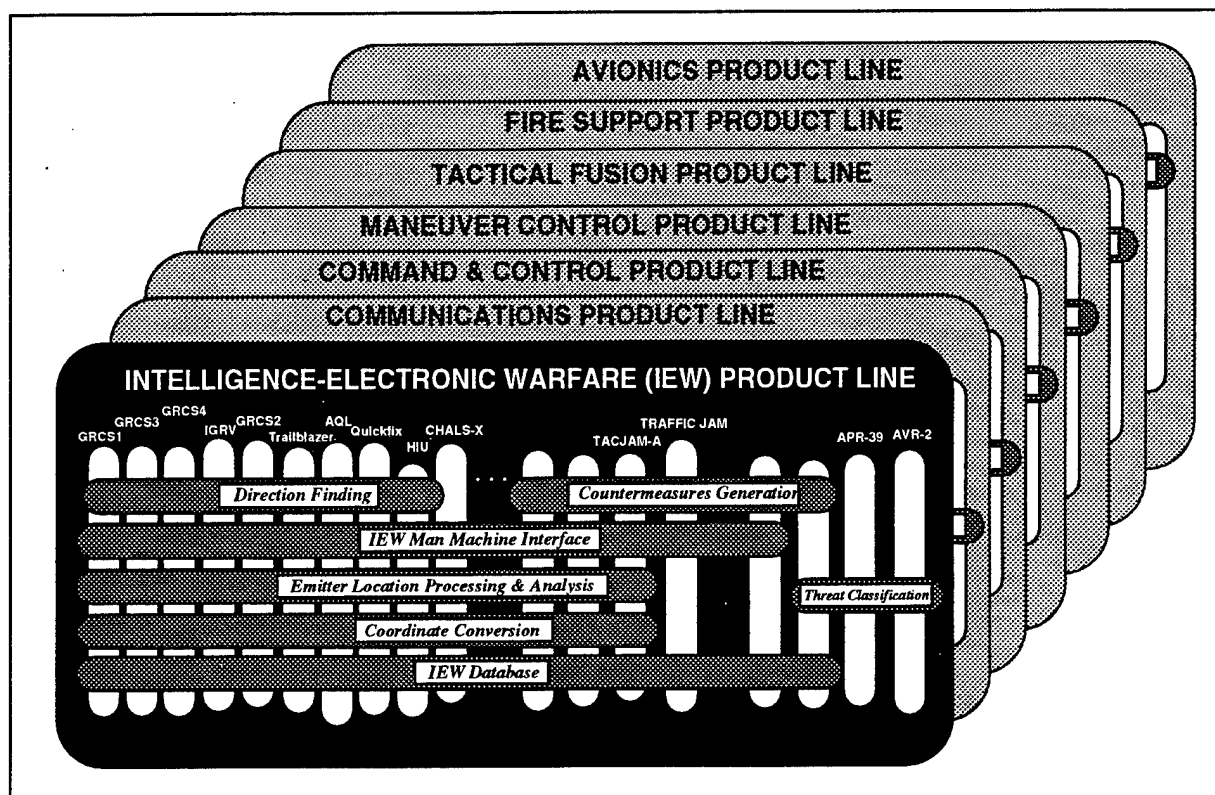 AVIONICS PRODUCT LINE
FIRE SUPPORT PRODUCT LINE
TACTICAL FUSION PRODUCT LINE
MANEUVER CONTROL PRODUCT LINE
COMMAND & CONTROL PRODUCT LINE
COMMUNICATIONS PRODUCT LINE
INTELLIGENCE-ELECTRONIC WARFARE (IEW) PRODUCT LINE
GRCS1
GRCS3
GRCS4
IGRV
GRCS2
Trailblazer
AQL
Quickfix
HIU
CHALS-X
TACJAM-A
TRAFFIC JAM
APR-39
AVR-2
...
Direction Finding
Countermeasures Generation
IEW Man Machine Interface
Emitter Location Processing & Analysis
Threat Classification
Coordinate Conversion
IEW Database